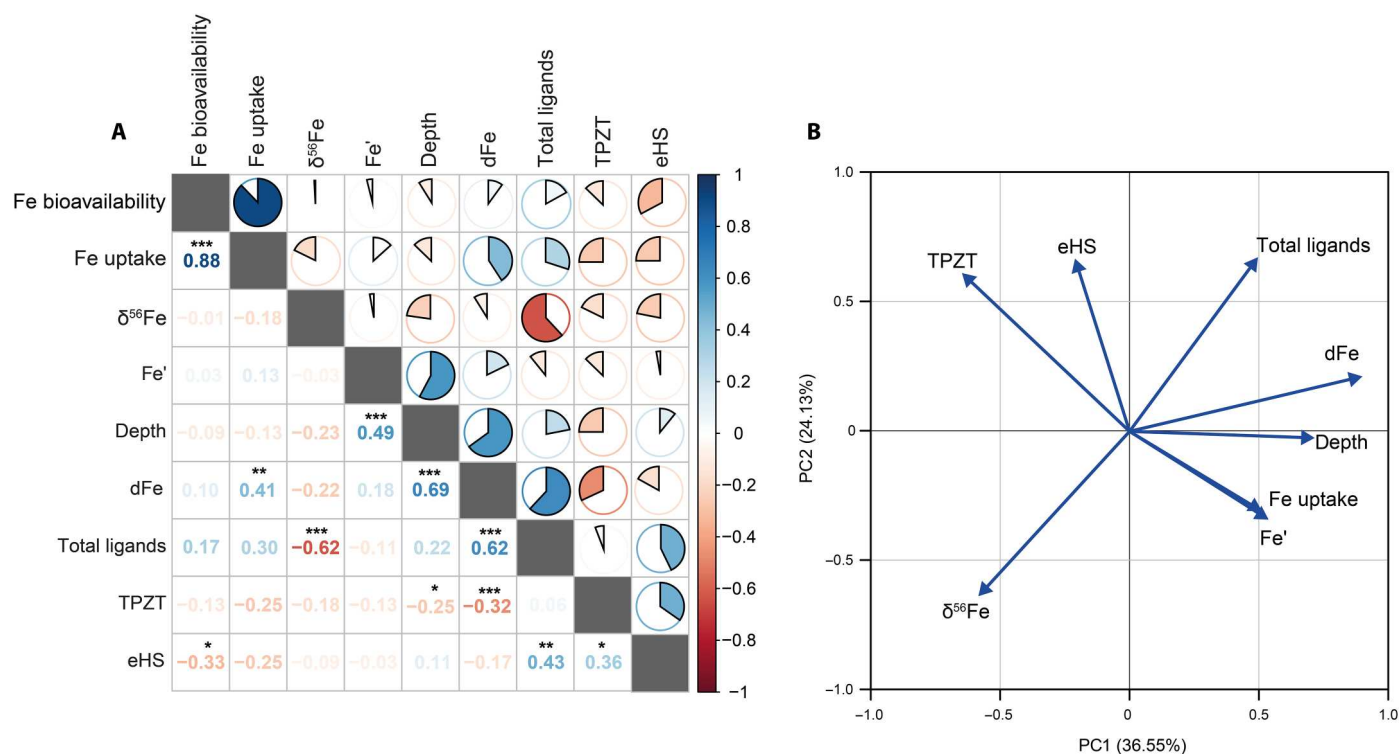 A
Fe bioavailability
Fe uptake
δ⁵⁶Fe
Fe'
Depth
dFe
Total ligands
TPZT
eHS
Fe bioavailability
Fe uptake *** 0.88
δ⁵⁶Fe −0.01 −0.18
Fe' 0.03 0.13 −0.03
Depth −0.09 −0.13 −0.23 *** 0.49
dFe 0.10 ** 0.41 −0.22 0.18 *** 0.69
Total ligands 0.17 0.30 *** −0.62 −0.11 0.22 *** 0.62
TPZT −0.13 −0.25 −0.18 −0.13 * −0.25 *** −0.32 0.06
eHS * −0.33 −0.25 −0.09 −0.03 0.11 −0.17 ** 0.43 * 0.36
1
0.8
0.6
0.4
0.2
0
−0.2
−0.4
−0.6
−0.8
−1
B
1.0
0.5
0
−0.5
−1.0
PC2 (24.13%)
TPZT
eHS
Total ligands
dFe
Depth
Fe uptake
Fe'
δ⁵⁶Fe
−1.0 −0.5 0 0.5 1.0
PC1 (36.55%)